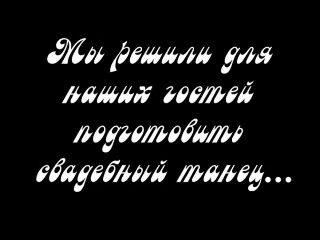 Мы решили для
наших гостей
подготовить
свадебный танец...